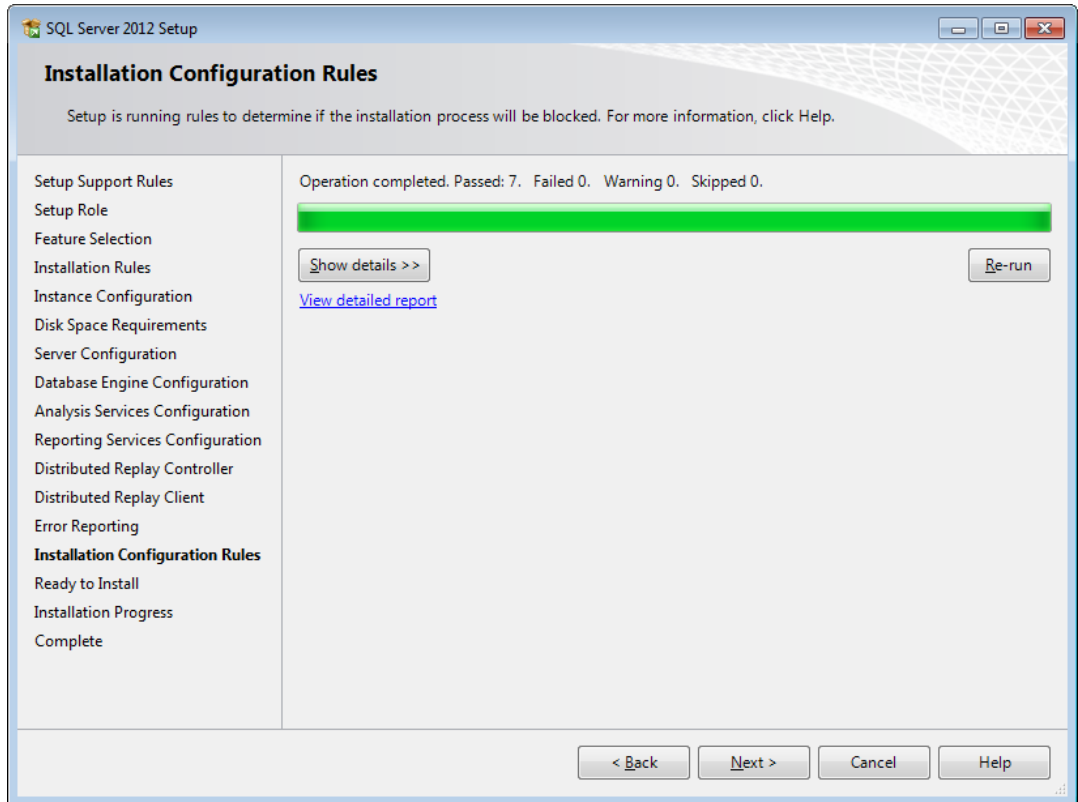 SQL Server 2012 Setup
Installation Configuration Rules
Setup is running rules to determine if the installation process will be blocked. For more information, click Help.
Setup Support Rules
Setup Role
Feature Selection
Installation Rules
Instance Configuration
Disk Space Requirements
Server Configuration
Database Engine Configuration
Analysis Services Configuration
Reporting Services Configuration
Distributed Replay Controller
Distributed Replay Client
Error Reporting
Installation Configuration Rules
Ready to Install
Installation Progress
Complete
Operation completed. Passed: 7.   Failed 0.   Warning 0.   Skipped 0.
Show details >>
Re-run
View detailed report
< Back
Next >
Cancel
Help